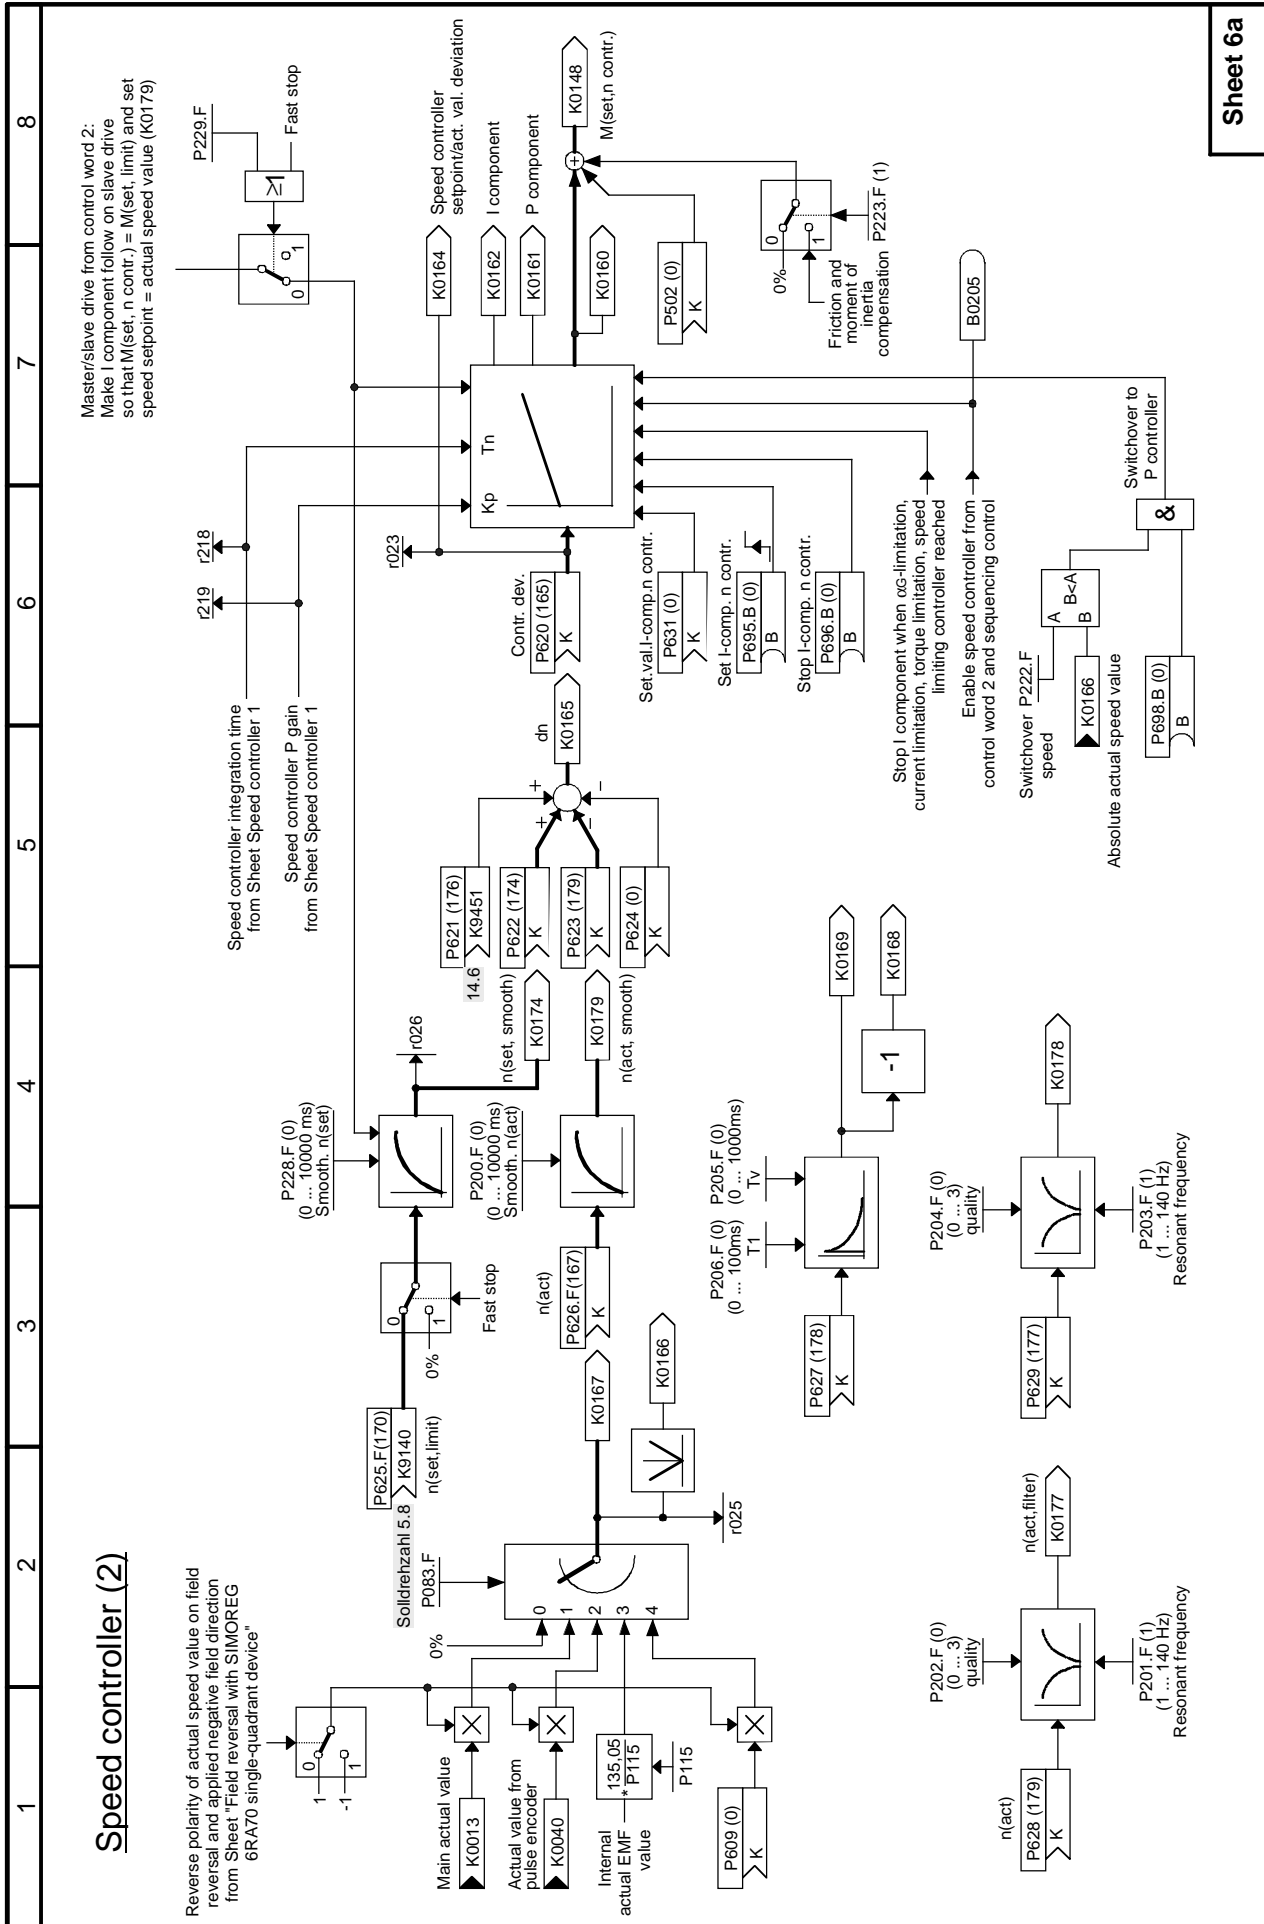 1
2
3
4
5
6
7
8
Speed controller (2)
Reverse polarity of actual speed value on field
reversal and applied negative field direction
from Sheet "Field reversal with SIMOREG
6RA70 single-quadrant device"
1
-1
0
1
Main actual value
K0013
Actual value from
pulse encoder
K0040
Internal
actual EMF
value
*
135,05
P115
P115
P609 (0)
K
0%
P083.F
0
1
2
3
4
r025
K0166
K0167
Solldrehzahl 5.8
P625.F(170)
K9140
n(set,limit)
0%
0
1
Fast stop
n(act)
P626.F(167)
K
P228.F (0)
(0 ... 10000 ms)
Smooth. n(set)
r026
P200.F (0)
(0 ... 10000 ms)
Smooth. n(act)
n(set, smooth)
K0174
K0179
n(act, smooth)
14.6
P621 (176)
K9451
P622 (174)
K
P623 (179)
K
P624 (0)
K
+
+
–
–
dn
K0165
Contr. dev.
P620 (165)
K
r023
Speed controller integration time
from Sheet Speed controller 1
Speed controller P gain
from Sheet Speed controller 1
r219
r218
Kp
Tn
Master/slave drive from control word 2:
Make I component follow on slave drive
so that M(set, n contr.) = M(set, limit) and set
speed setpoint = actual speed value (K0179)
0
1
≥1
P229.F
Fast stop
K0164
Speed controller
setpoint/act. val. deviation
K0162
I component
K0161
P component
K0160
K0148
M(set,n contr.)
+
P502 (0)
K
0%
0
1
Friction and
moment of
inertia
compensation
P223.F (1)
Set.val.I-comp.n contr.
P631 (0)
K
Set I-comp. n contr.
P695.B (0)
B
Stop I-comp. n contr.
P696.B (0)
B
Stop I component when αG-limitation,
current limitation, torque limitation, speed
limiting controller reached
Enable speed controller from
control word 2 and sequencing control
B0205
Switchover
speed
P222.F
K0166
Absolute actual speed value
A
B<A
B
P698.B (0)
B
&
Switchover to
P controller
P206.F (0)
(0 ... 100ms)
T1
P205.F (0)
(0 ... 1000ms)
Tv
P627 (178)
K
K0169
-1
K0168
n(act)
P628 (179)
K
P202.F (0)
(0 ... 3)
quality
P201.F (1)
(1 ... 140 Hz)
Resonant frequency
n(act,filter)
K0177
P629 (177)
K
P204.F (0)
(0 ... 3)
quality
P203.F (1)
(1 ... 140 Hz)
Resonant frequency
K0178
Sheet 6a